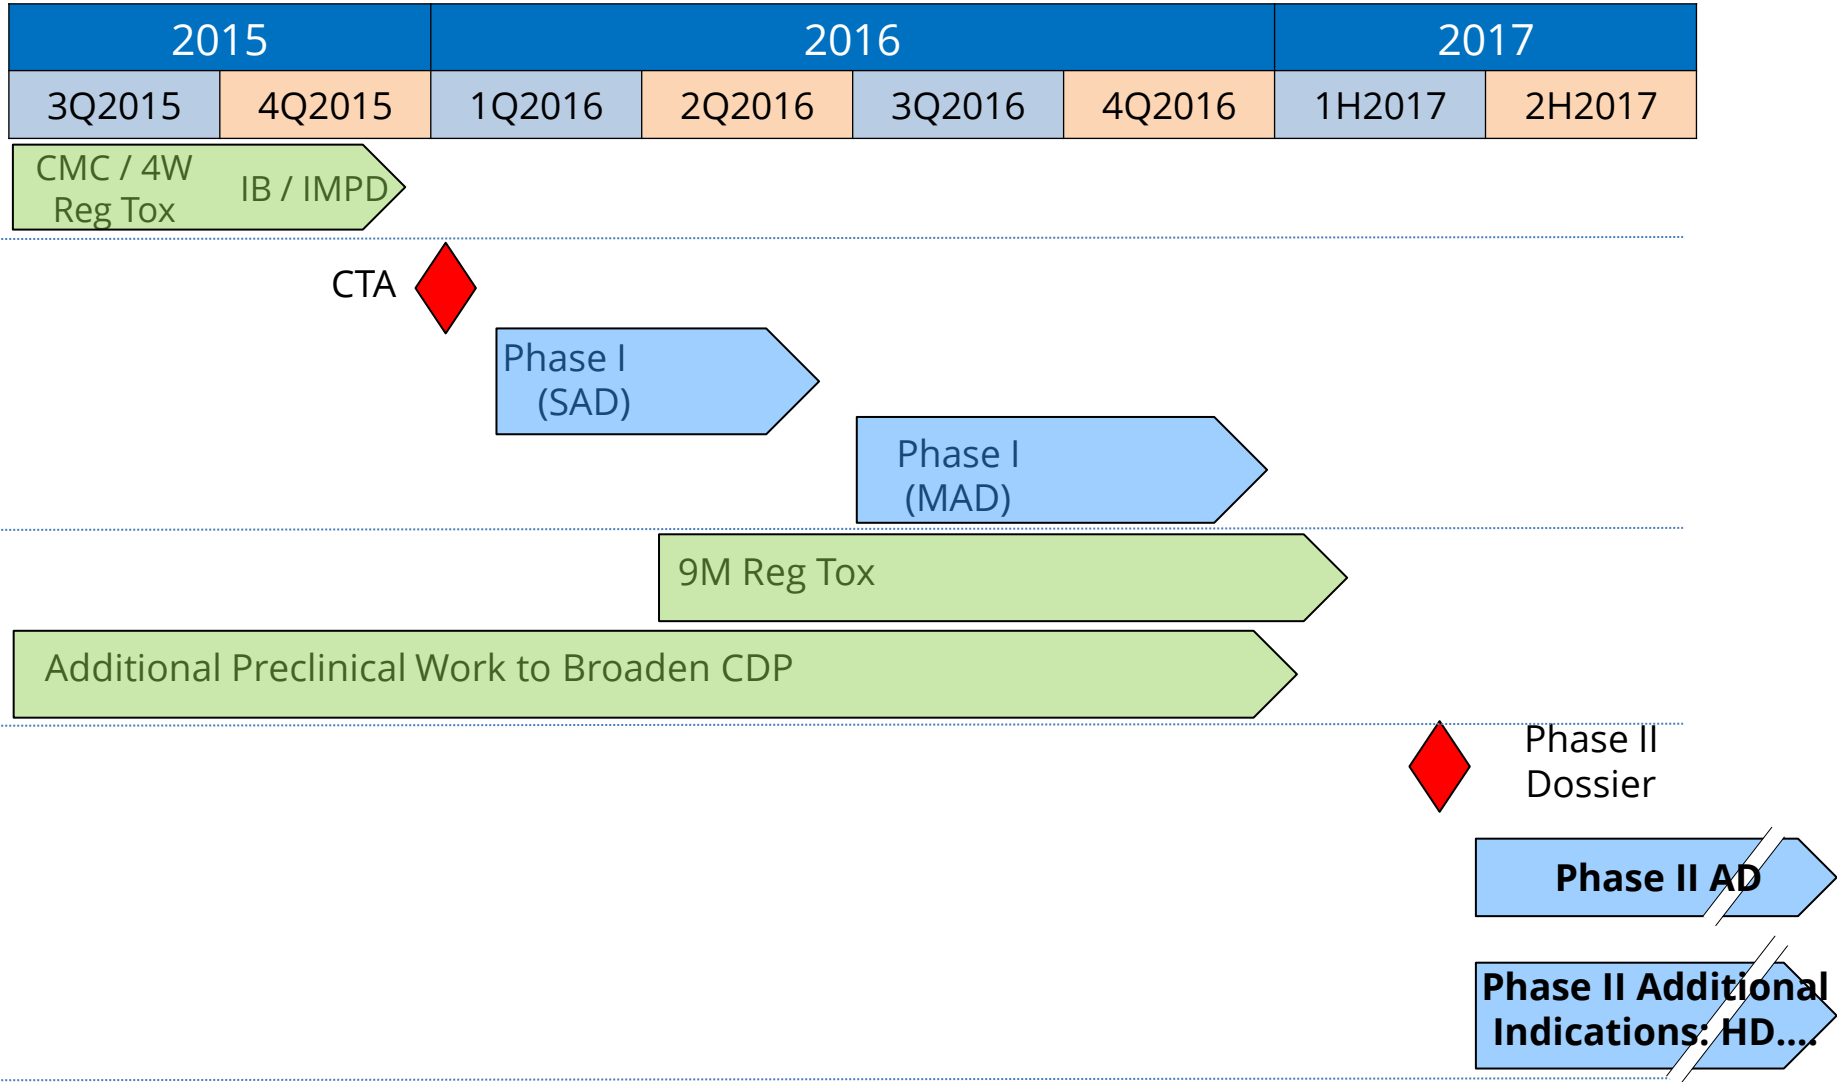 2015 2016 2017
3Q2015 4Q2015 1Q2016 2Q2016 3Q2016 4Q2016 1H2017 2H2017
CMC / 4W
Reg Tox
IB / IMPD
CTA
Phase I
(SAD)
Phase I
(MAD)
9M Reg Tox
Additional Preclinical Work to Broaden CDP
Phase II
Dossier
Phase II AD
Phase II Additional
Indications: HD....